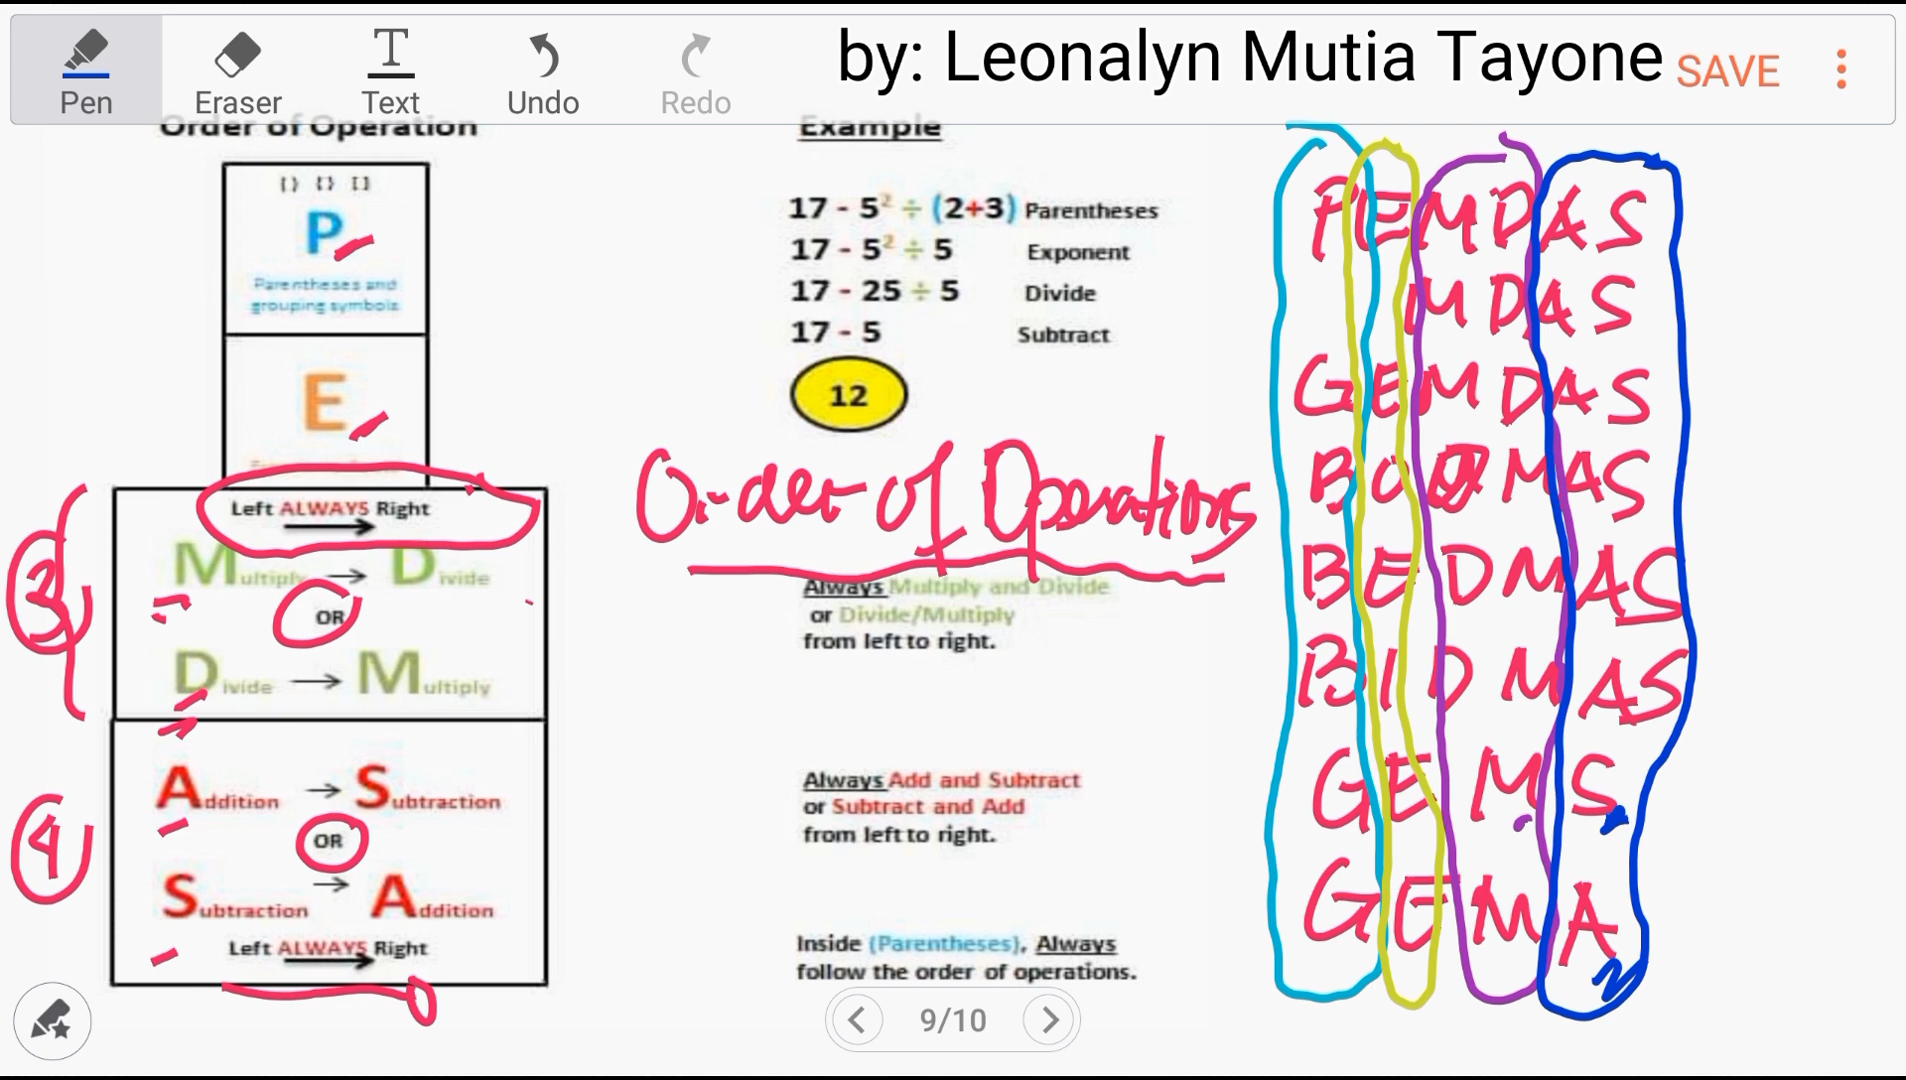 by: Leonalyn Mutia Tayone
SAVE
Pen
Eraser
Text
Undo
Redo
Order of Operation
{ } { } [ ]
P
Parentheses and
grouping symbols
E
Left ALWAYS Right
Multiply → Divide
OR
Divide → Multiply
Addition → Subtraction
OR
Subtraction → Addition
Left ALWAYS Right
3
4
Example
17 - 5² ÷ (2+3) Parentheses
17 - 5² ÷ 5 Exponent
17 - 25 ÷ 5 Divide
17 - 5 Subtract
12
Order of Operations
Always Multiply and Divide
or Divide/Multiply
from left to right.
Always Add and Subtract
or Subtract and Add
from left to right.
Inside (Parentheses), Always
follow the order of operations.
9/10
PEMDAS
MDAS
GEMDAS
BODMAS
BEDMAS
BIDMAS
GEMS
GEMA